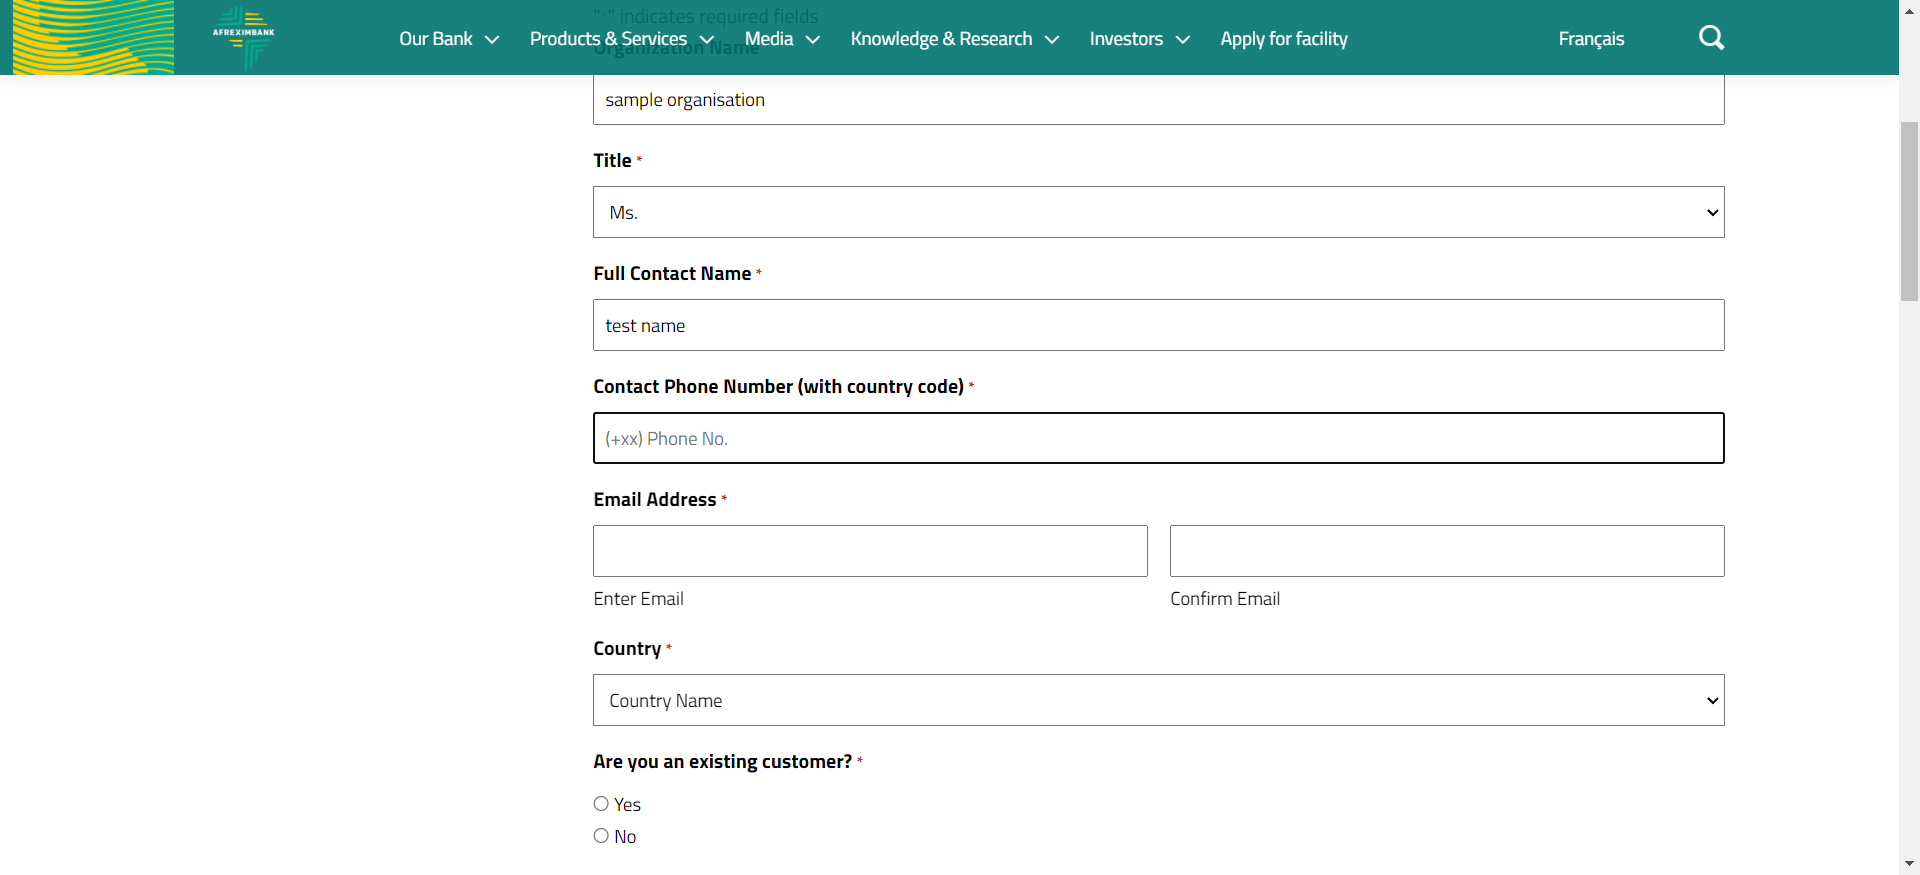 "*" indicates required fields
Organization Name
AFREXIMBANK
Our Bank Products & Services Media Knowledge & Research Investors Apply for facility Français
sample organisation
Title *
Ms.
Full Contact Name *
test name
Contact Phone Number (with country code) *
(+xx) Phone No.
Email Address *
Enter Email Confirm Email
Country *
Country Name
Are you an existing customer? *
Yes
No